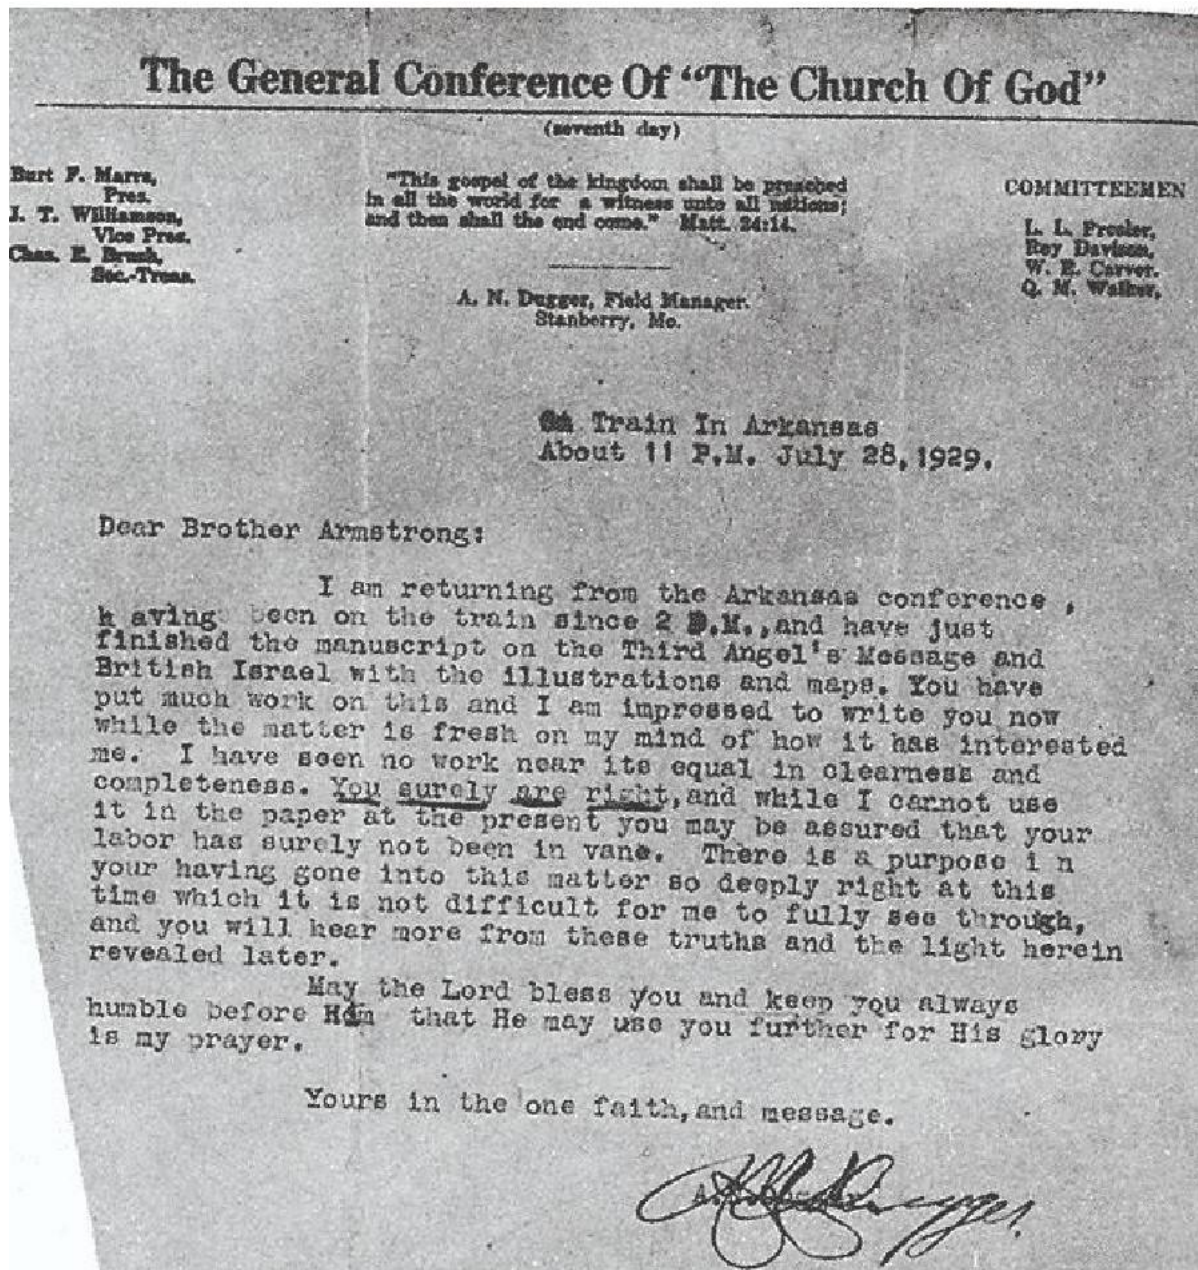 The General Conference Of "The Church Of God"
(seventh day)
Burt F. Marrs,
Pres.
J. T. Williamson,
Vice Pres.
Chas. E. Brush,
Sec.-Treas.
"This gospel of the kingdom shall be preached
in all the world for a witness unto all nations;
and then shall the end come." Matt. 24:14.
A. N. Dugger, Field Manager.
Stanberry, Mo.
COMMITTEEMEN
L. L. Presler,
Roy Davison,
W. E. Carver.
Q. M. Walker,
Train In Arkansas
About 11 P.M. July 28,1929.
Dear Brother Armstrong:
I am returning from the Arkansas conference ,
h aving been on the train since 2 P.M.,and have just
finished the manuscript on the Third Angel's Message and
British Israel with the illustrations and maps. You have
put much work on this and I am impressed to write you now
while the matter is fresh on my mind of how it has interested
me. I have seen no work near its equal in clearness and
completeness. You surely are right,and while I cannot use
it in the paper at the present you may be assured that your
labor has surely not been in vane. There is a purpose i n
your having gone into this matter so deeply right at this
time which it is not difficult for me to fully see through,
and you will hear more from these truths and the light herein
revealed later.
May the Lord bless you and keep you always
humble before Him that He may use you further for His glory
is my prayer.
Yours in the one faith,and message.
Dugger.